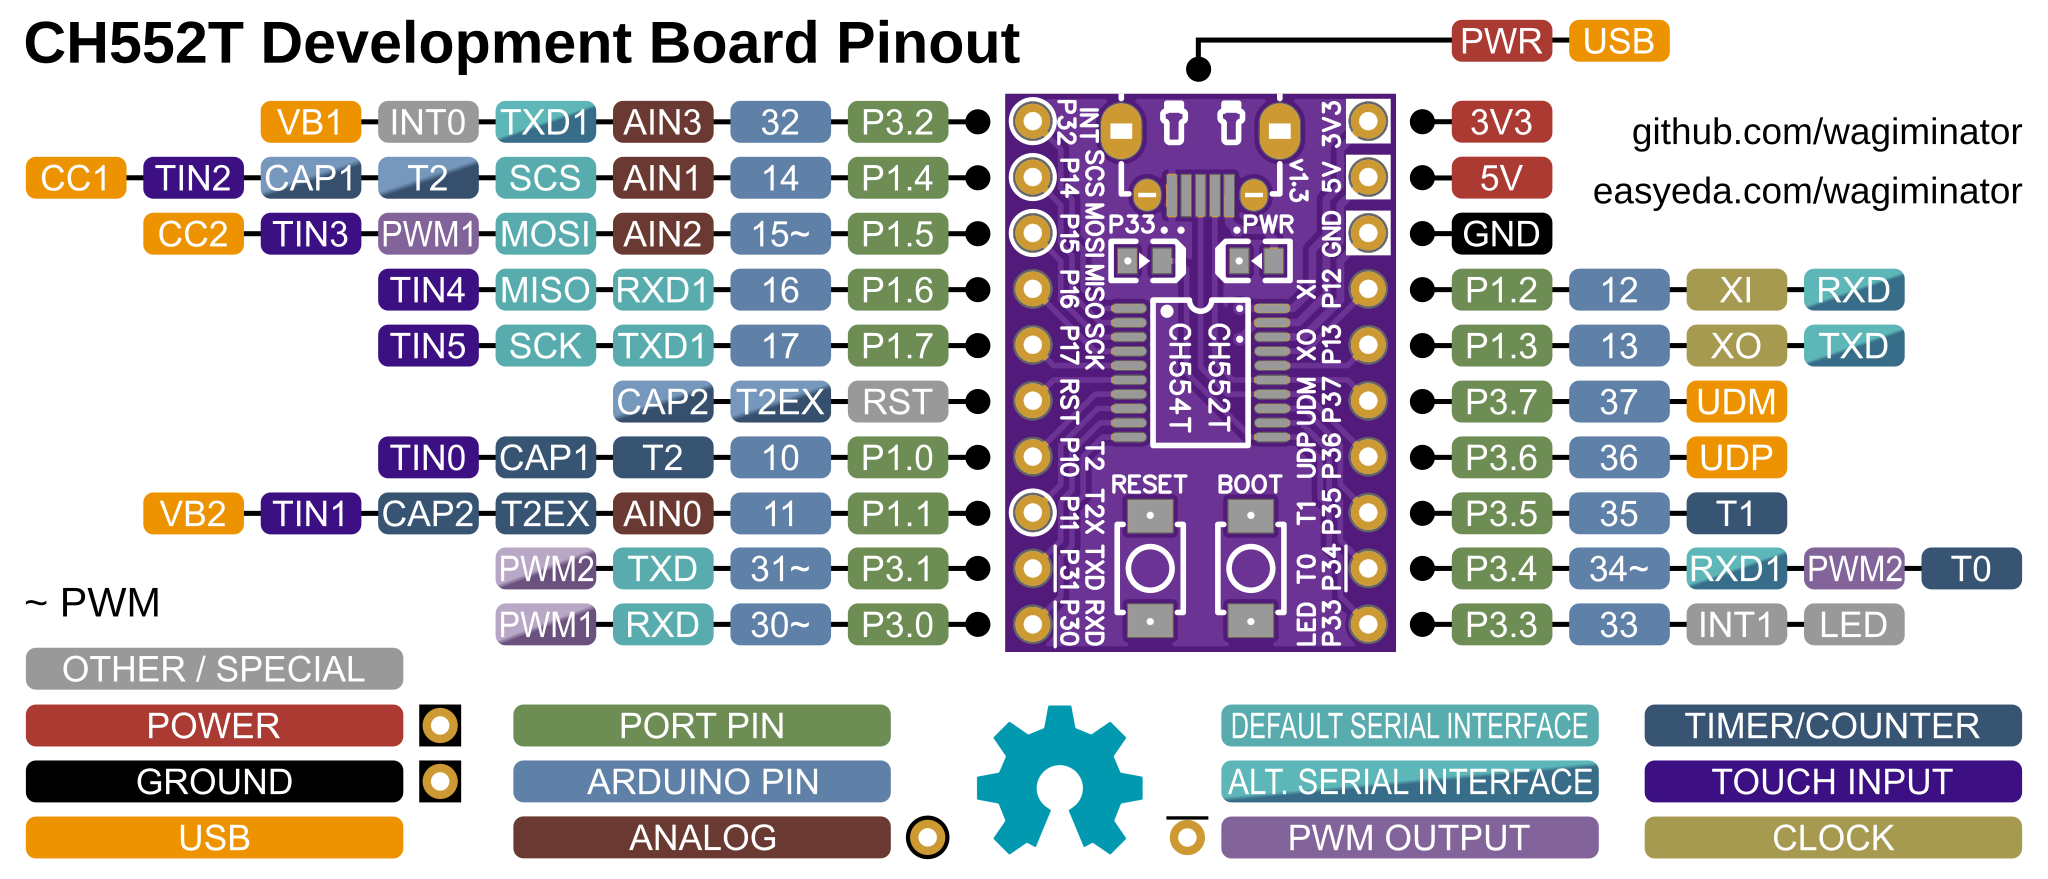 CH552T Development Board Pinout
PWR USB
VB1 INT0 TXD1 AIN3 32 P3.2
CC1 TIN2 CAP1 T2 SCS AIN1 14 P1.4
CC2 TIN3 PWM1 MOSI AIN2 15~ P1.5
TIN4 MISO RXD1 16 P1.6
TIN5 SCK TXD1 17 P1.7
CAP2 T2EX RST
TIN0 CAP1 T2 10 P1.0
VB2 TIN1 CAP2 T2EX AIN0 11 P1.1
PWM2 TXD 31~ P3.1
PWM1 RXD 30~ P3.0
P32 INT
P14 SCS
P15 MOSI
P16 MISO
P17 SCK
RST
P10 T2
P11 T2X
P31 TXD
P30 RXD
v1.3
P33 PWR
CH552T
CH554T
RESET BOOT
3V3
5V
GND
XI P12
XO P13
UDM P37
UDP P36
T1 P35
T0 P34
LED P33
3V3
5V
GND
P1.2 12 XI RXD
P1.3 13 XO TXD
P3.7 37 UDM
P3.6 36 UDP
P3.5 35 T1
P3.4 34~ RXD1 PWM2 T0
P3.3 33 INT1 LED
github.com/wagiminator
easyeda.com/wagiminator
~ PWM
OTHER / SPECIAL
POWER
GROUND
USB
PORT PIN
ARDUINO PIN
ANALOG
DEFAULT SERIAL INTERFACE
ALT. SERIAL INTERFACE
PWM OUTPUT
TIMER/COUNTER
TOUCH INPUT
CLOCK